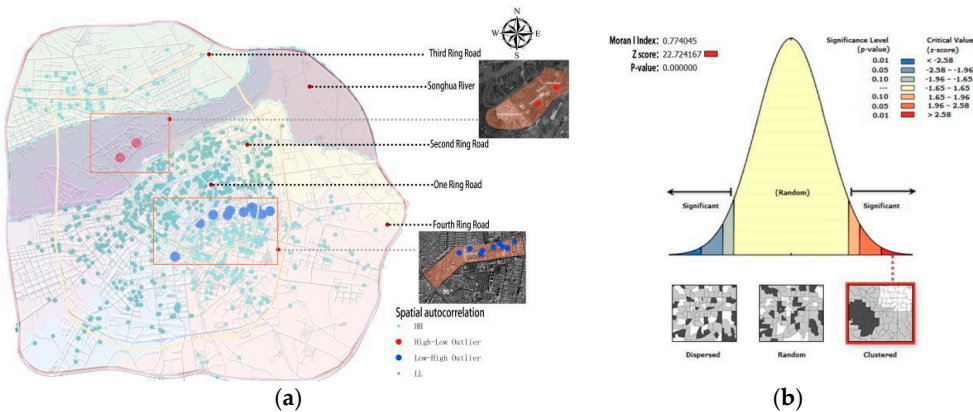 N
W E
S
Third Ring Road
Songhua River
Second Ring Road
One Ring Road
Fourth Ring Road
Spatial autocorrelation
HH
High-Low Outlier
Low-High Outlier
LL
(a)
Moran I Index: 0.774045
Z score: 22.724167
P-value: 0.000000
Significance Level
(p-value)
Critical Value
(z-score)
0.01 < -2.58
0.05 -2.58 – -1.96
0.10 -1.96 – -1.65
--- -1.65 – 1.65
0.10 1.65 – 1.96
0.05 1.96 – 2.58
0.01 > 2.58
Significant
(Random)
Significant
Dispersed
Random
Clustered
(b)